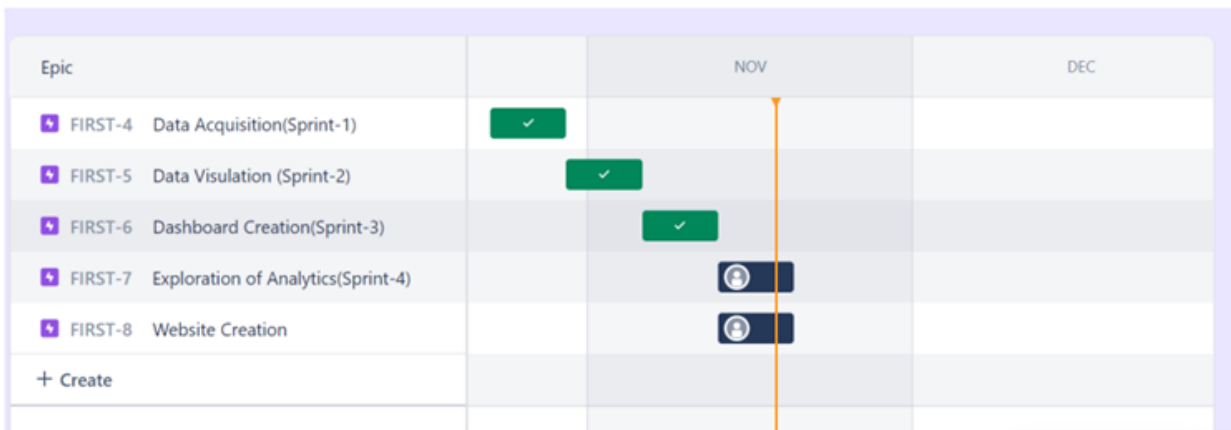 Epic NOV DEC
FIRST-4 Data Acquisition(Sprint-1)
FIRST-5 Data Visulation (Sprint-2)
FIRST-6 Dashboard Creation(Sprint-3)
FIRST-7 Exploration of Analytics(Sprint-4)
FIRST-8 Website Creation
+ Create